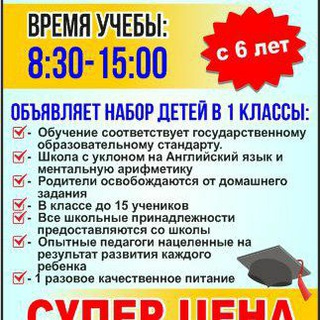 ВРЕМЯ УЧЕБЫ:
8:30-15:00
с 6 лет
ОБЪЯВЛЯЕТ НАБОР ДЕТЕЙ В 1 КЛАССЫ:
- Обучение соответствует государственному
образовательному стандарту.
- Школа с уклоном на Английский язык и
ментальную арифметику
- Родители освобождаются от домашнего
задания
- В классе до 15 учеников
- Все школьные принадлежности
предоставляются со школы
- Опытные педагоги нацеленные на
результат развития каждого
ребенка
- 1 разовое качественное питание
СУПЕР ЦЕНА